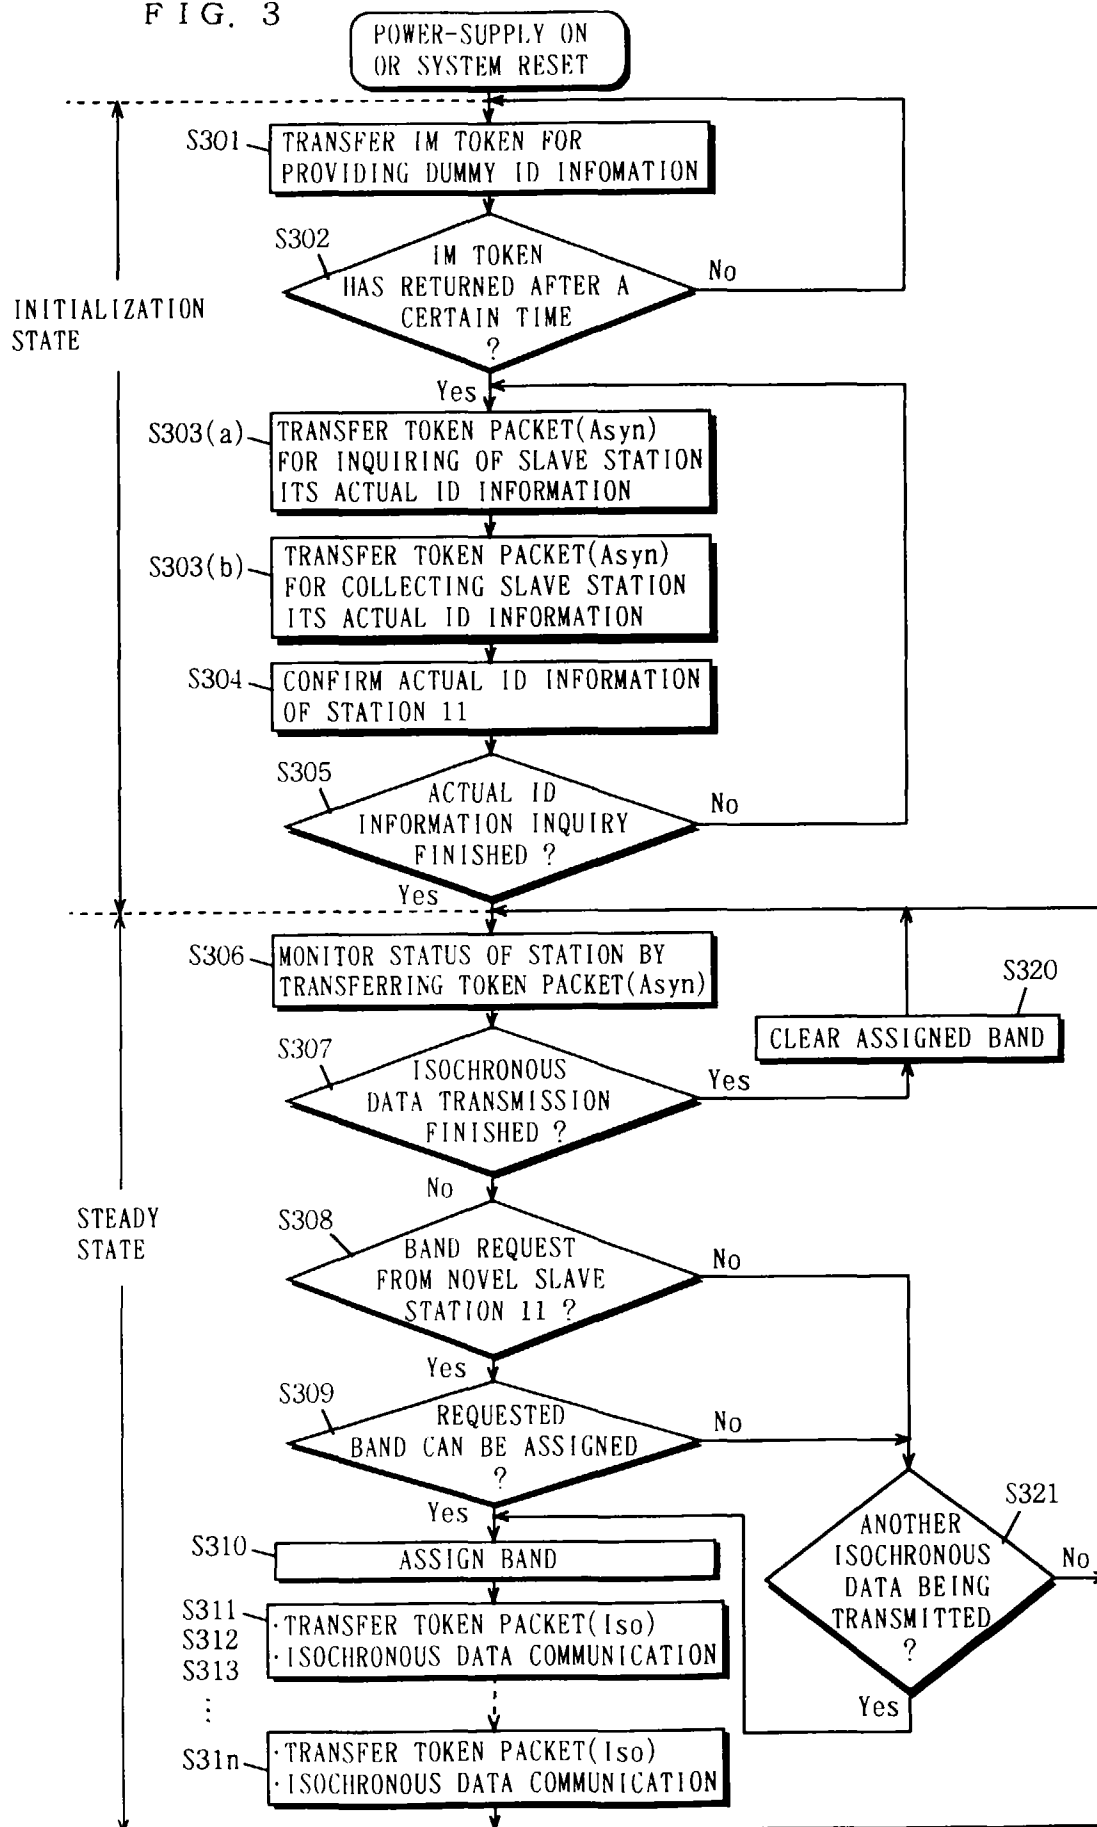 FIG. 3
POWER-SUPPLY ON
OR SYSTEM RESET
S301
TRANSFER IM TOKEN FOR
PROVIDING DUMMY ID INFOMATION
S302
IM TOKEN
HAS RETURNED AFTER A
CERTAIN TIME
?
No
Yes
INITIALIZATION
STATE
S303(a)
TRANSFER TOKEN PACKET(Asyn)
FOR INQUIRING OF SLAVE STATION
ITS ACTUAL ID INFORMATION
S303(b)
TRANSFER TOKEN PACKET(Asyn)
FOR COLLECTING SLAVE STATION
ITS ACTUAL ID INFORMATION
S304
CONFIRM ACTUAL ID INFORMATION
OF STATION 11
S305
ACTUAL ID
INFORMATION INQUIRY
FINISHED ?
No
Yes
S306
MONITOR STATUS OF STATION BY
TRANSFERRING TOKEN PACKET(Asyn)
S320
CLEAR ASSIGNED BAND
S307
ISOCHRONOUS
DATA TRANSMISSION
FINISHED ?
Yes
No
STEADY
STATE
S308
BAND REQUEST
FROM NOVEL SLAVE
STATION 11 ?
No
Yes
S309
REQUESTED
BAND CAN BE ASSIGNED
?
No
Yes
S321
ANOTHER
ISOCHRONOUS
DATA BEING
TRANSMITTED
?
No
Yes
S310
ASSIGN BAND
S311
S312
S313
⋮
·TRANSFER TOKEN PACKET(Iso)
·ISOCHRONOUS DATA COMMUNICATION
S31n
·TRANSFER TOKEN PACKET(Iso)
·ISOCHRONOUS DATA COMMUNICATION